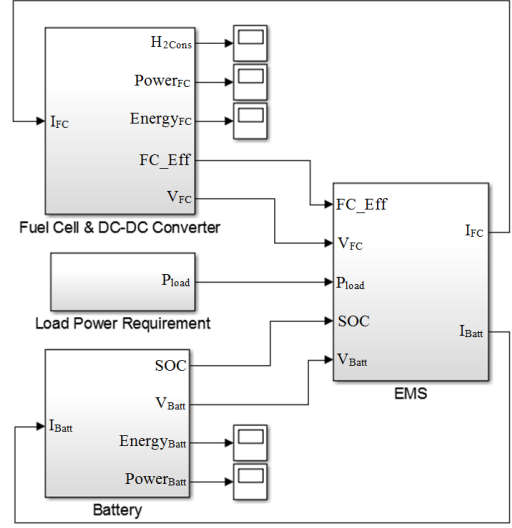 H2Cons
PowerFC
IFC
EnergyFC
FC_Eff
VFC
Fuel Cell & DC-DC Converter
Pload
Load Power Requirement
SOC
VBatt
IBatt
EnergyBatt
PowerBatt
Battery
FC_Eff
VFC
Pload
SOC
VBatt
IFC
IBatt
EMS